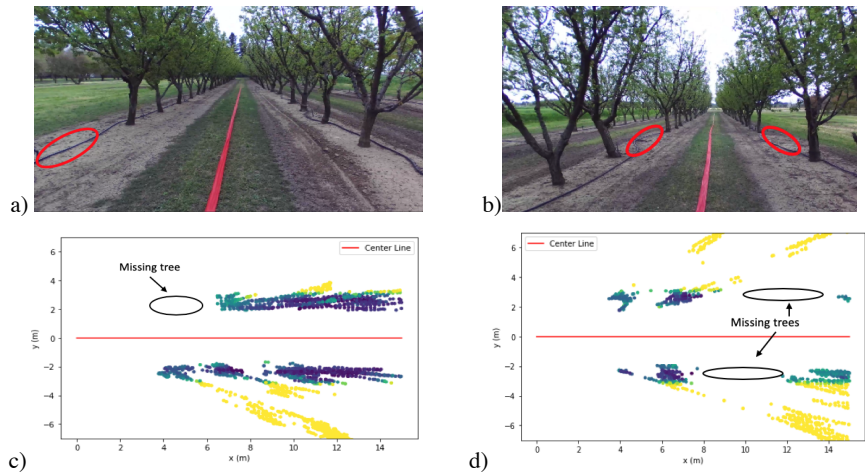 a)
b)
Center Line
Missing tree
y (m)
6
4
2
0
−2
−4
−6
0
2
4
6
8
10
12
14
x (m)
c)
Center Line
Missing trees
y (m)
6
4
2
0
−2
−4
−6
0
2
4
6
8
10
12
14
x (m)
d)